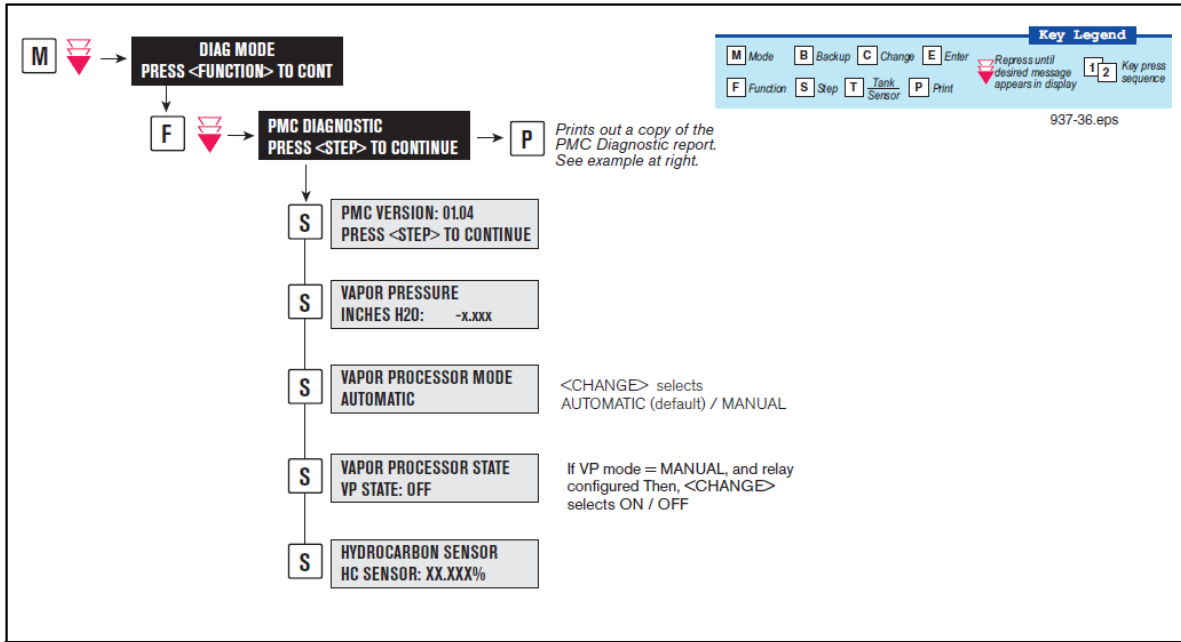 Key Legend
M Mode B Backup C Change E Enter
F Function S Step T Tank Sensor P Print
Repress until
desired message
appears in display
1 2 Key press
sequence
937-36.eps
M
DIAG MODE
PRESS <FUNCTION> TO CONT
F
PMC DIAGNOSTIC
PRESS <STEP> TO CONTINUE
P
Prints out a copy of the
PMC Diagnostic report.
See example at right.
S
PMC VERSION: 01.04
PRESS <STEP> TO CONTINUE
S
VAPOR PRESSURE
INCHES H2O: -x.xxx
S
VAPOR PROCESSOR MODE
AUTOMATIC
<CHANGE> selects
AUTOMATIC (default) / MANUAL
S
VAPOR PROCESSOR STATE
VP STATE: OFF
If VP mode = MANUAL, and relay
configured Then, <CHANGE>
selects ON / OFF
S
HYDROCARBON SENSOR
HC SENSOR: XX.XXX%